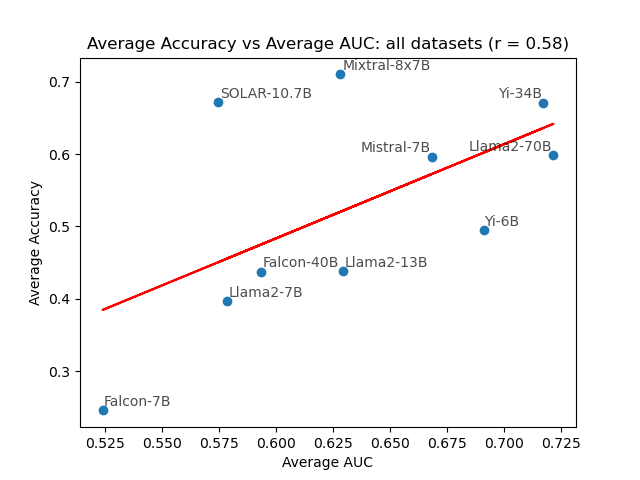 Average Accuracy vs Average AUC: all datasets (r = 0.58)
Mixtral-8x7B
SOLAR-10.7B
Yi-34B
Mistral-7B
Llama2-70B
Yi-6B
Falcon-40B
Llama2-13B
Llama2-7B
Falcon-7B
0.7
0.6
0.5
0.4
0.3
Average Accuracy
0.525 0.550 0.575 0.600 0.625 0.650 0.675 0.700 0.725
Average AUC